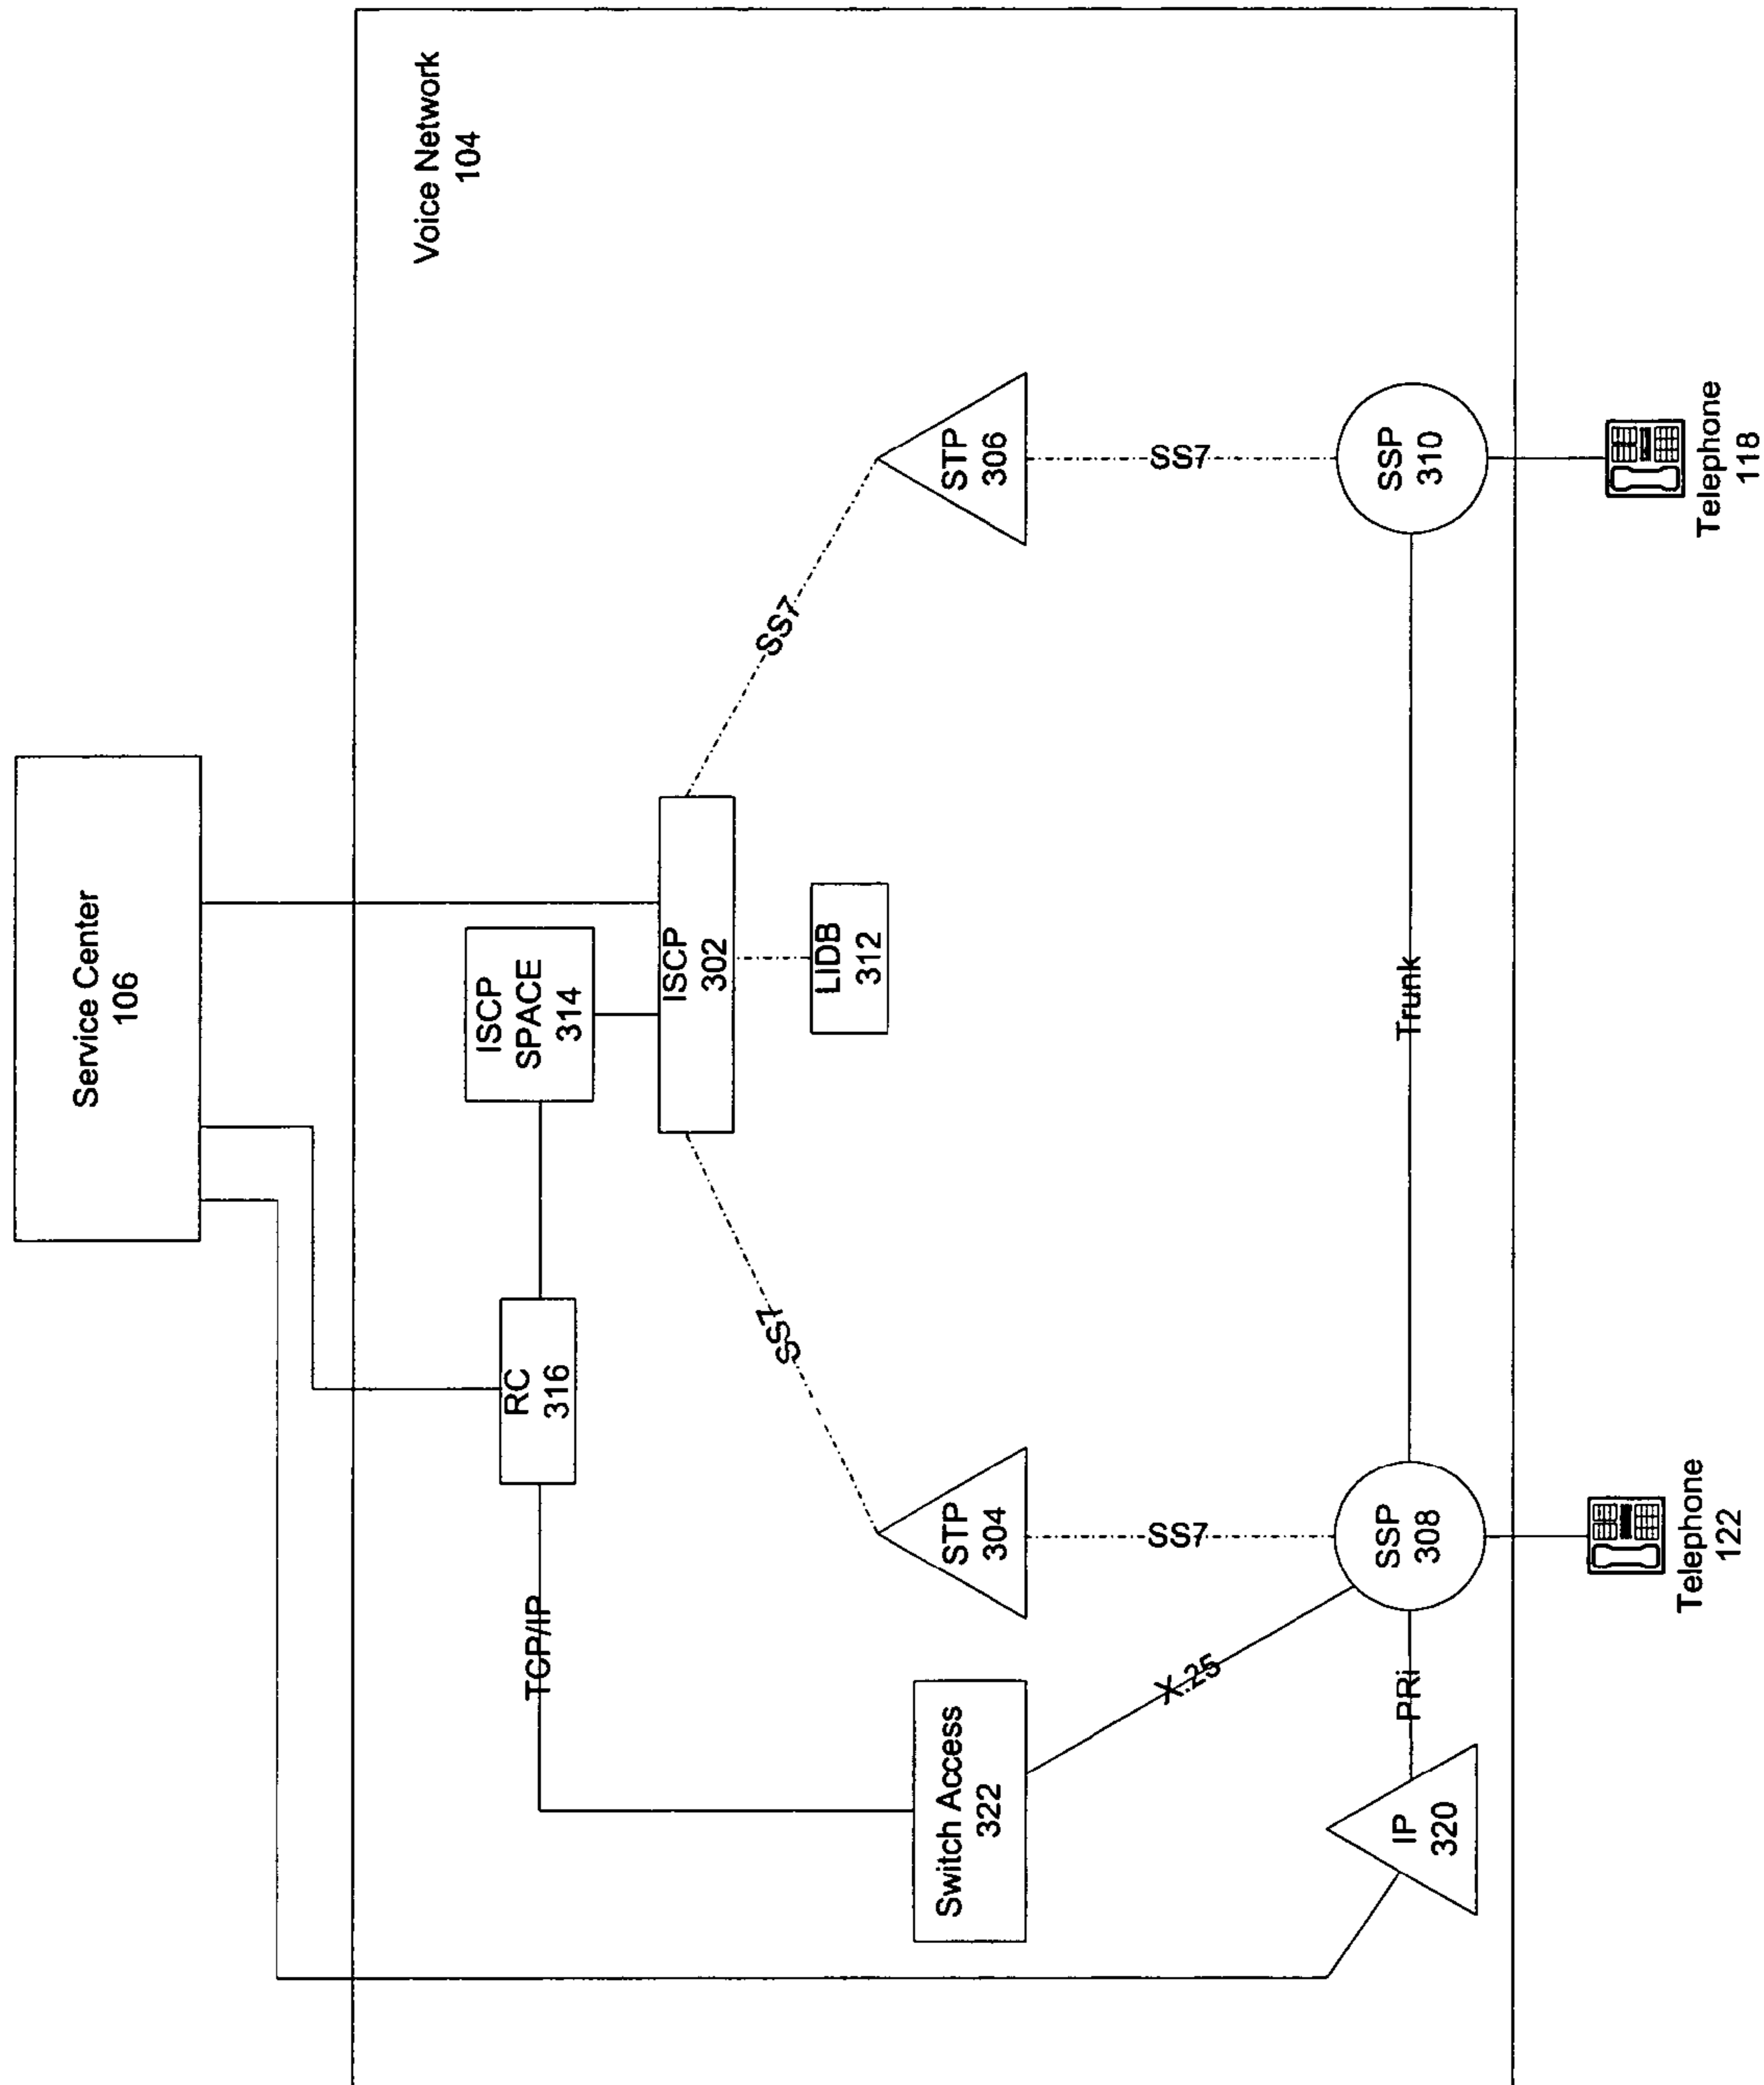 Service Center
106
Voice Network
104
ISCP
SPACE
314
RC
316
TCP/IP
ISCP
302
LIDB
312
SS7
SS7
STP
304
STP
306
Switch Access
322
SS7
SS7
X.25
IP
320
PRi
SSP
308
Trunk
SSP
310
Telephone
122
Telephone
118